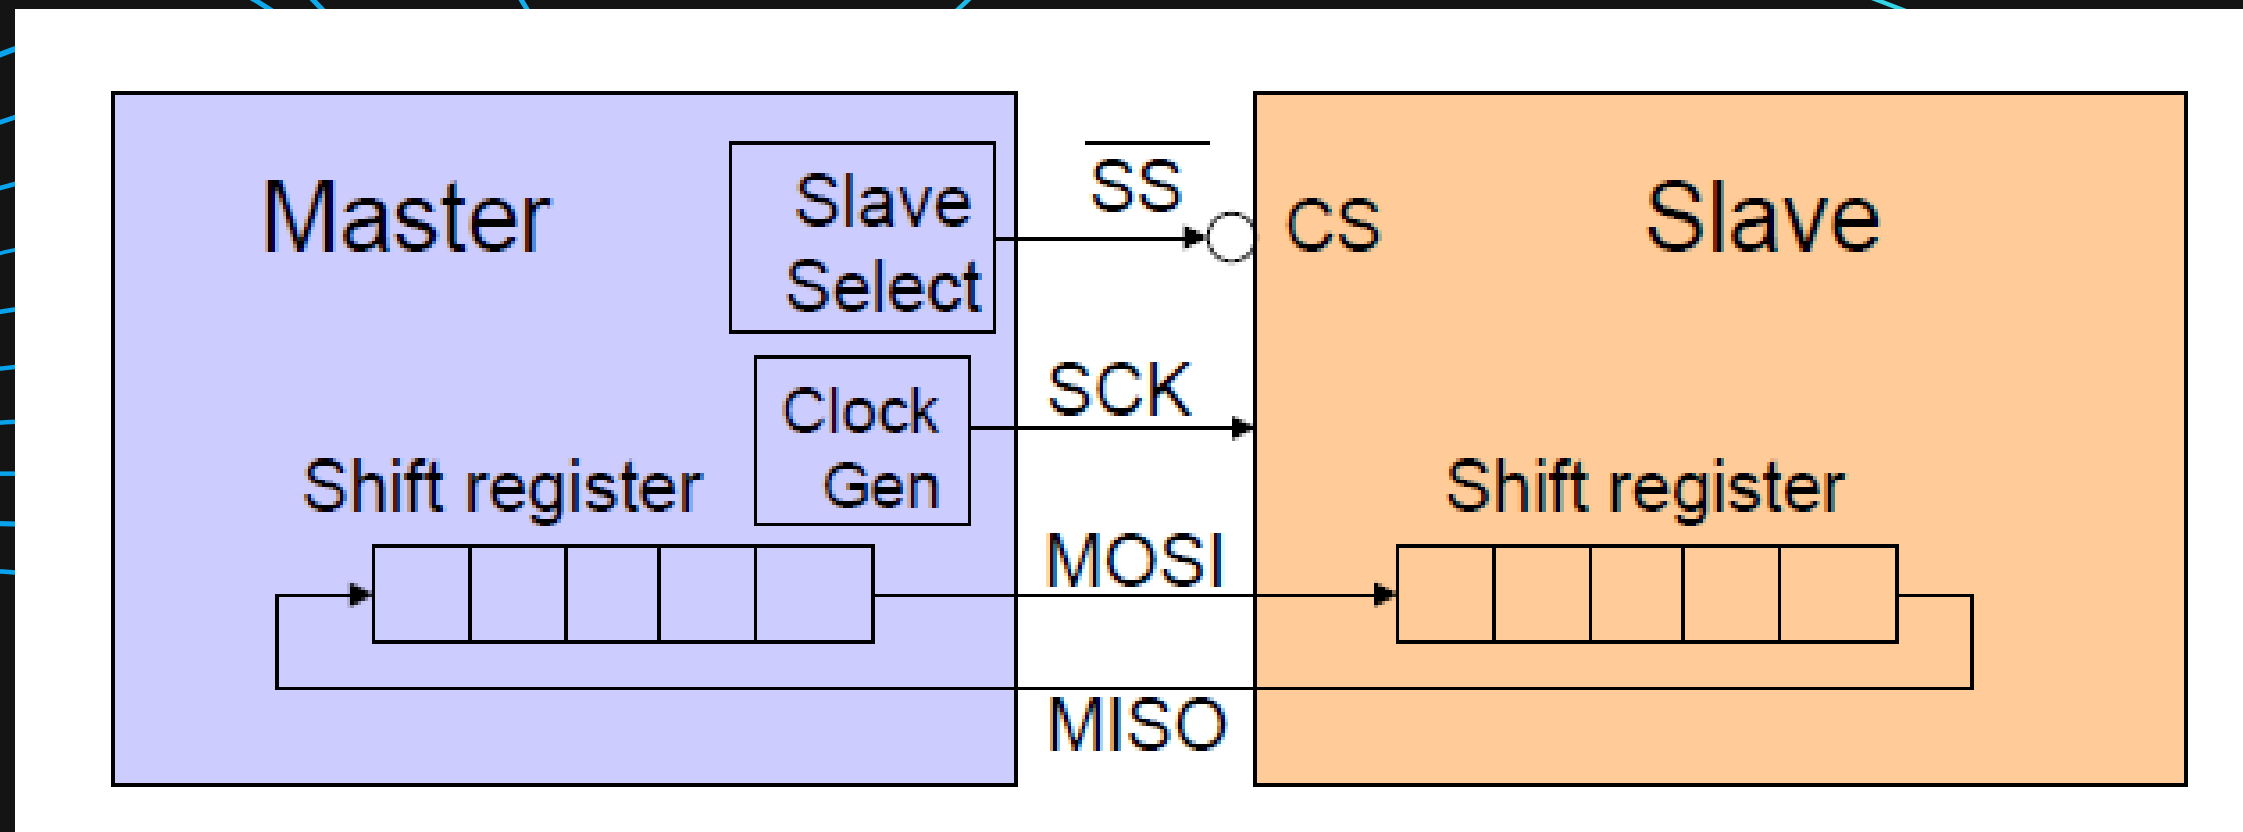 Master
Slave
Select
SS
CS
Slave
Clock
Gen
SCK
Shift register
MOSI
Shift register
MISO